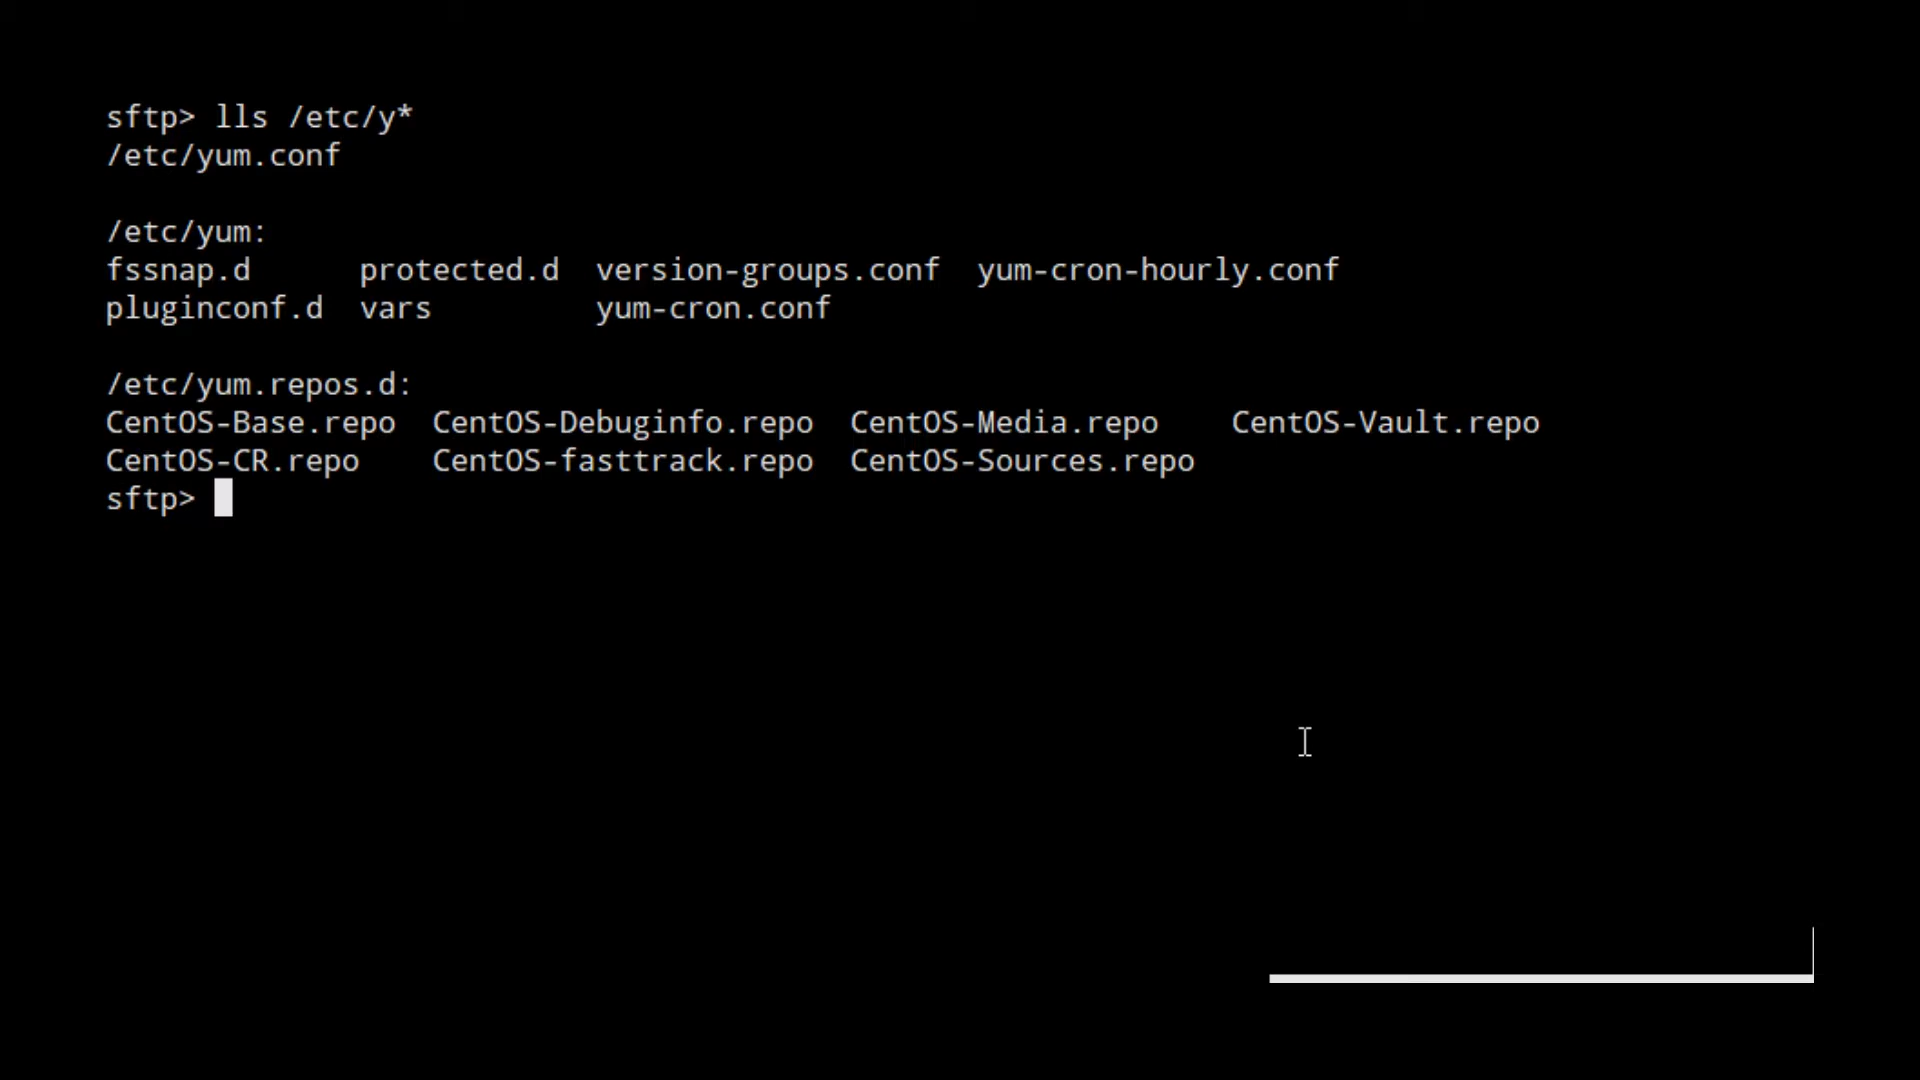 sftp> lls /etc/y*
/etc/yum.conf
/etc/yum:
fssnap.d      protected.d  version-groups.conf  yum-cron-hourly.conf
pluginconf.d  vars         yum-cron.conf
/etc/yum.repos.d:
CentOS-Base.repo  CentOS-Debuginfo.repo  CentOS-Media.repo    CentOS-Vault.repo
CentOS-CR.repo    CentOS-fasttrack.repo  CentOS-Sources.repo
sftp>